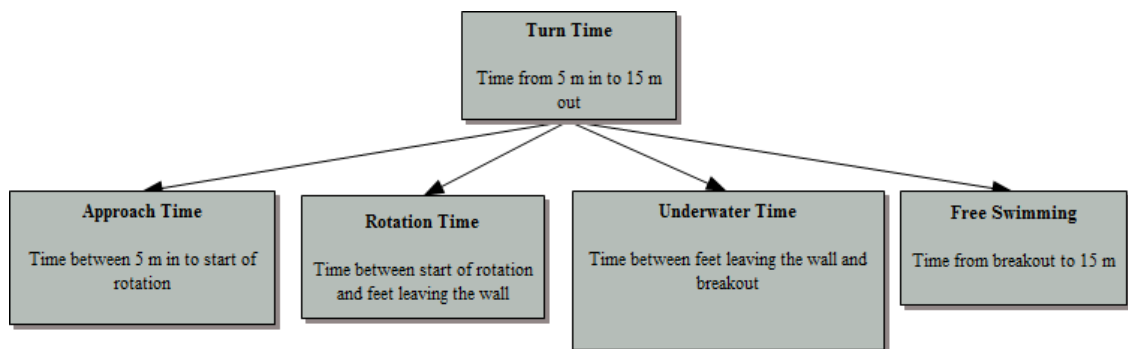 Turn Time
Time from 5 m in to 15 m
out
Approach Time
Time between 5 m in to start of
rotation
Rotation Time
Time between start of rotation
and feet leaving the wall
Underwater Time
Time between feet leaving the wall and
breakout
Free Swimming
Time from breakout to 15 m